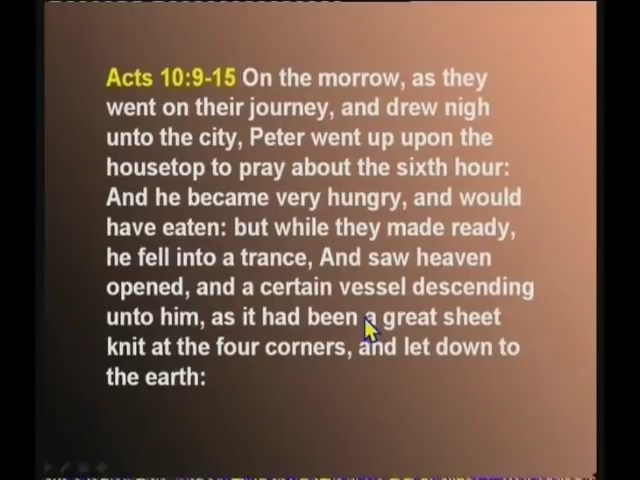 Acts 10:9-15 On the morrow, as they
went on their journey, and drew nigh
unto the city, Peter went up upon the
housetop to pray about the sixth hour:
And he became very hungry, and would
have eaten: but while they made ready,
he fell into a trance, And saw heaven
opened, and a certain vessel descending
unto him, as it had been a great sheet
knit at the four corners, and let down to
the earth: